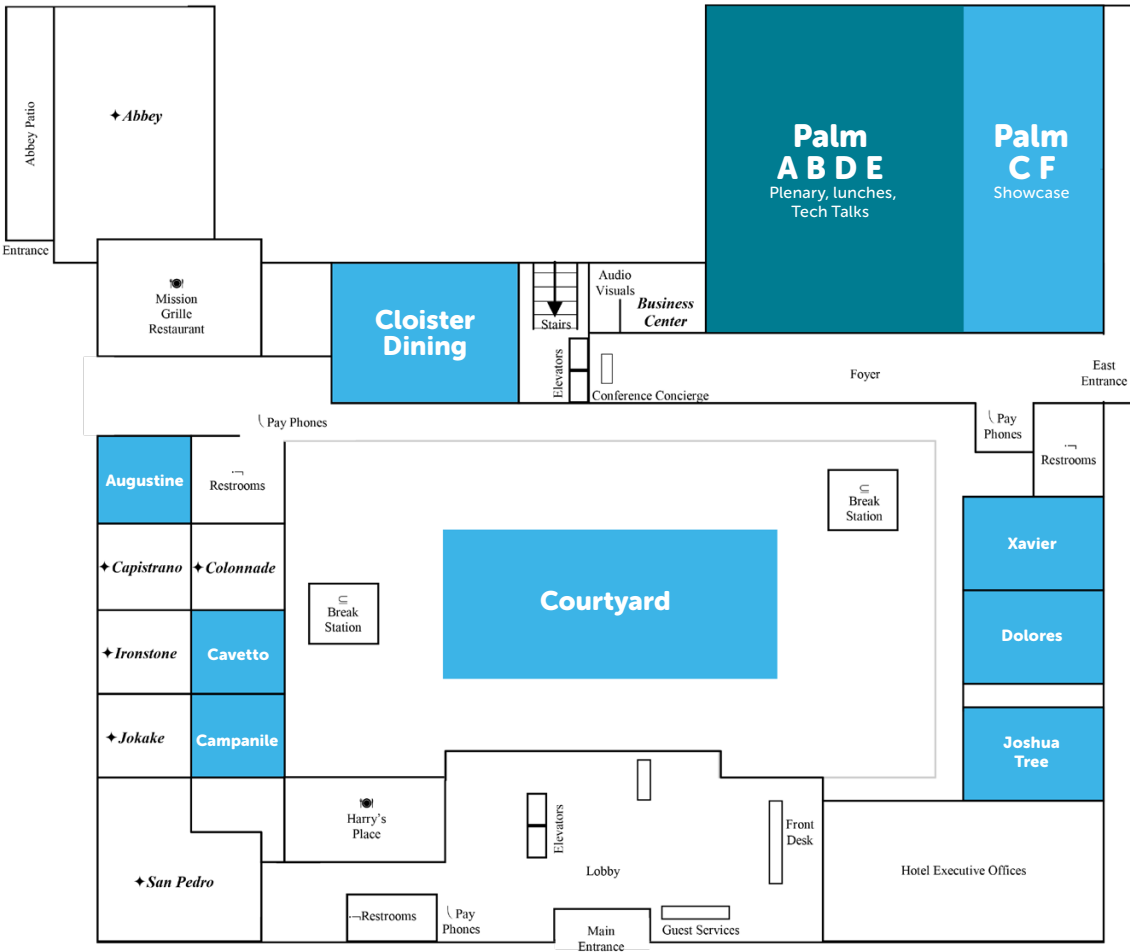 Abbey Patio
✦Abbey
Entrance
Palm
A B D E
Plenary, lunches,
Tech Talks
Palm
C F
Showcase
Mission
Grille
Restaurant
Cloister
Dining
Stairs
Audio
Visuals
Business
Center
Elevators
Conference Concierge
Foyer
East
Entrance
Pay Phones
Pay
Phones
Restrooms
Augustine
Restrooms
Break
Station
Xavier
✦Capistrano
✦Colonnade
Break
Station
Courtyard
Dolores
✦Ironstone
Cavetto
✦Jokake
Campanile
Joshua
Tree
Harry's
Place
Elevators
Front
Desk
Lobby
Hotel Executive Offices
✦San Pedro
Restrooms
Pay
Phones
Main
Entrance
Guest Services